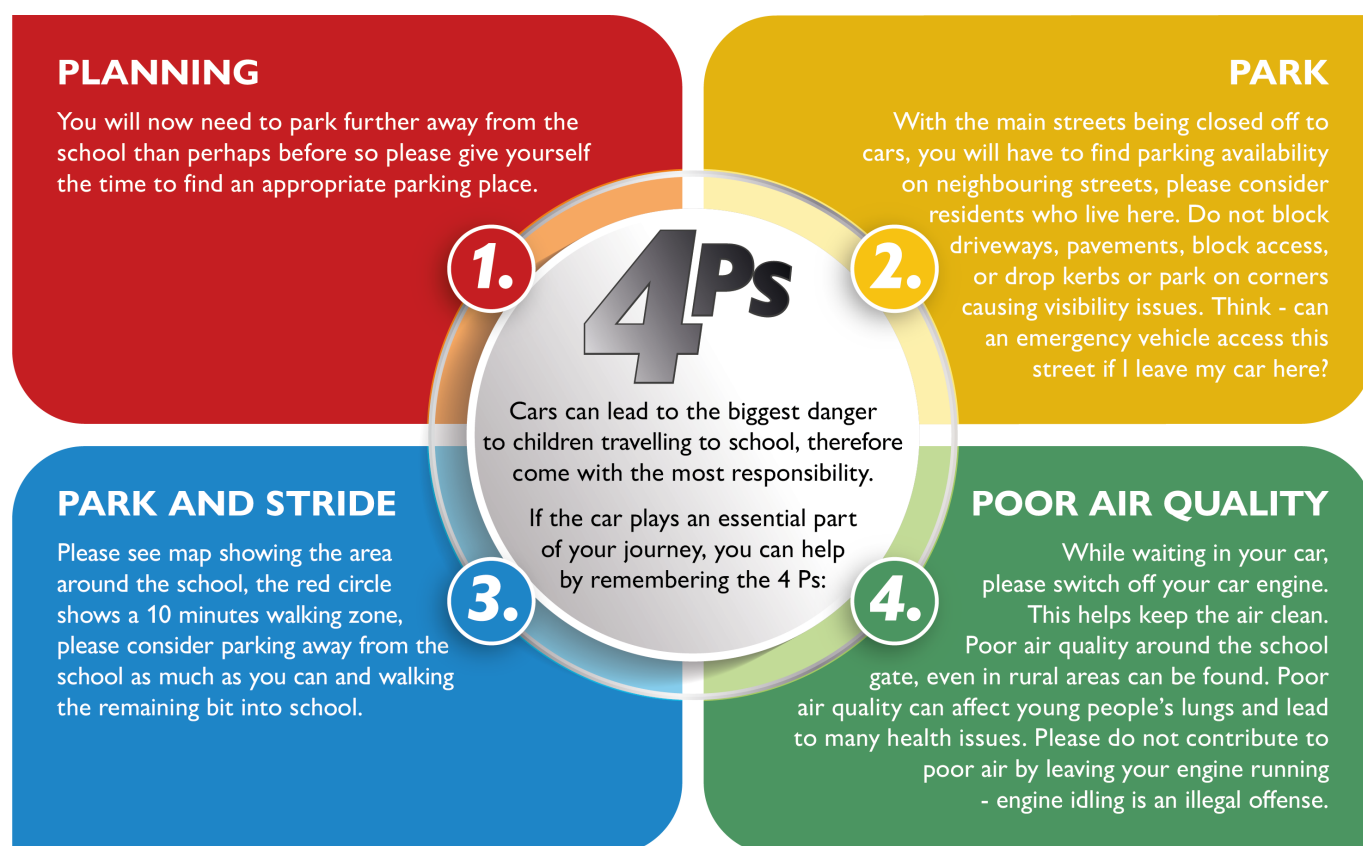 PLANNING
You will now need to park further away from the
school than perhaps before so please give yourself
the time to find an appropriate parking place.
1.
PARK
With the main streets being closed off to
cars, you will have to find parking availability
on neighbouring streets, please consider
residents who live here. Do not block
driveways, pavements, block access,
or drop kerbs or park on corners
causing visibility issues. Think - can
an emergency vehicle access this
street if I leave my car here?
2.
4Ps
Cars can lead to the biggest danger
to children travelling to school, therefore
come with the most responsibility.
If the car plays an essential part
of your journey, you can help
by remembering the 4 Ps:
PARK AND STRIDE
Please see map showing the area
around the school, the red circle
shows a 10 minutes walking zone,
please consider parking away from the
school as much as you can and walking
the remaining bit into school.
3.
POOR AIR QUALITY
While waiting in your car,
please switch off your car engine.
This helps keep the air clean.
Poor air quality around the school
gate, even in rural areas can be found. Poor
air quality can affect young people's lungs and lead
to many health issues. Please do not contribute to
poor air by leaving your engine running
- engine idling is an illegal offense.
4.